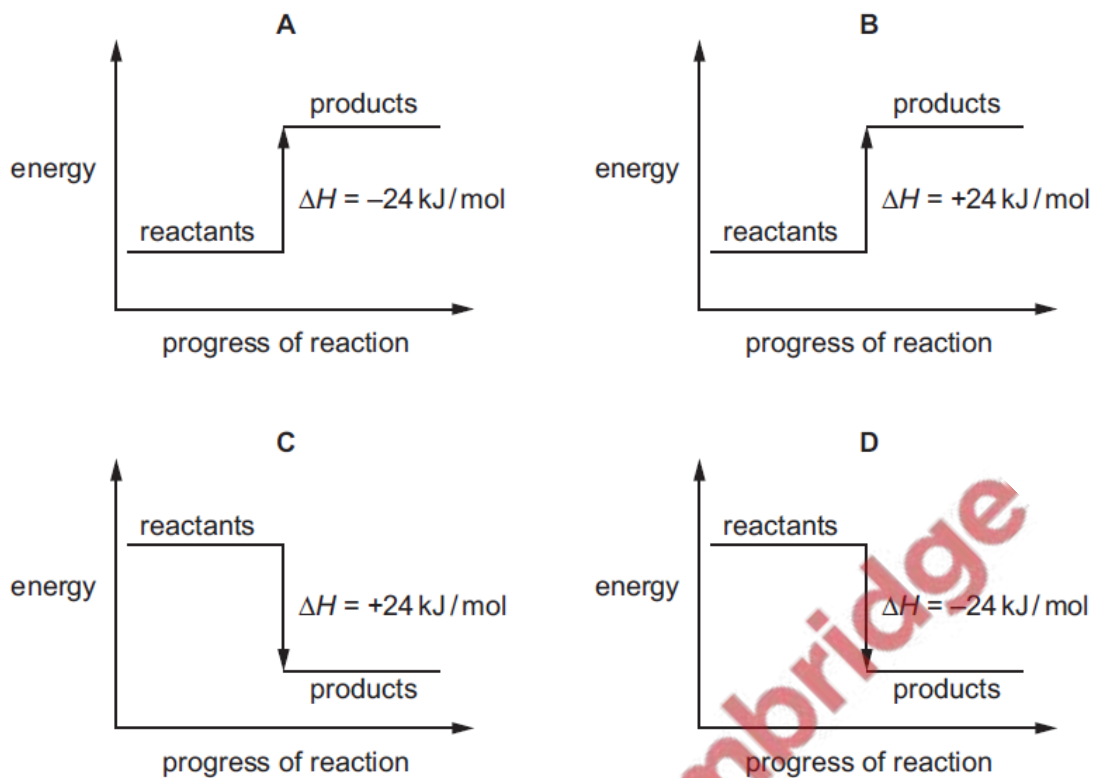 A
B
products
products
energy
energy
ΔH = –24 kJ / mol
ΔH = +24 kJ / mol
reactants
reactants
progress of reaction
progress of reaction
C
D
reactants
reactants
energy
energy
ΔH = +24 kJ / mol
ΔH = –24 kJ / mol
products
products
progress of reaction
progress of reaction
mbridge